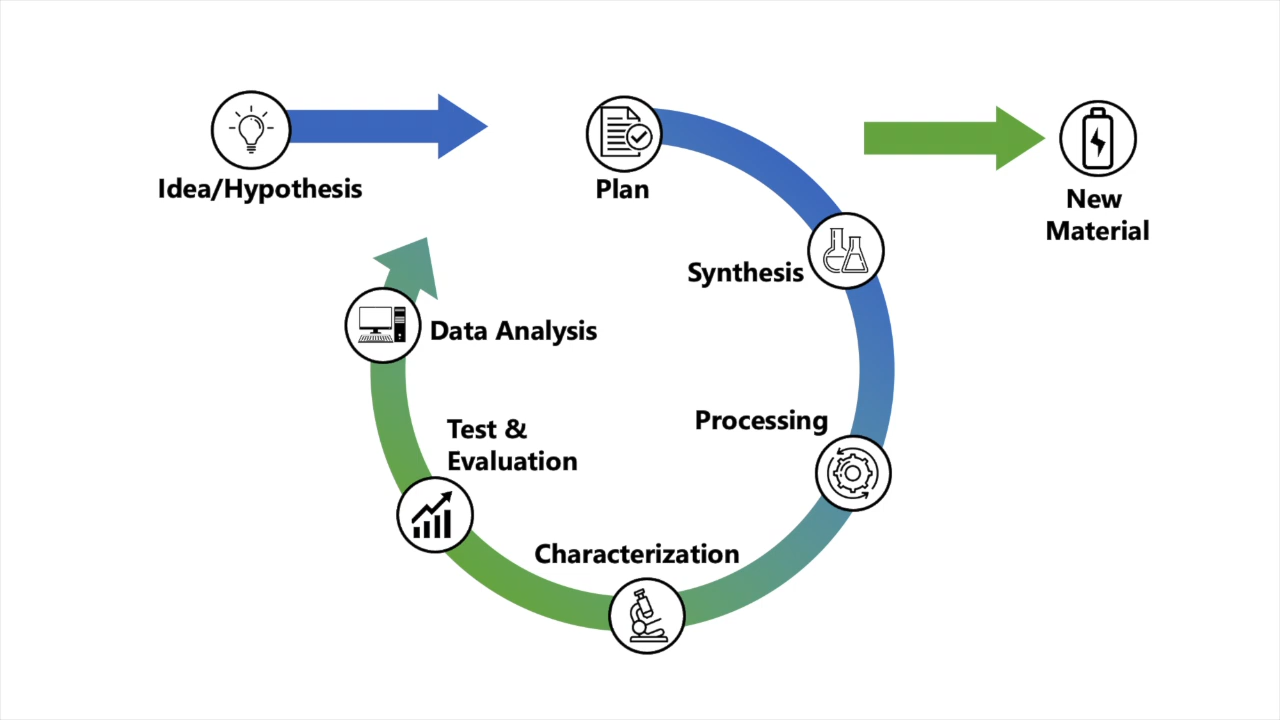 Idea/Hypothesis
Plan
New
Material
Synthesis
Data Analysis
Processing
Test &
Evaluation
Characterization